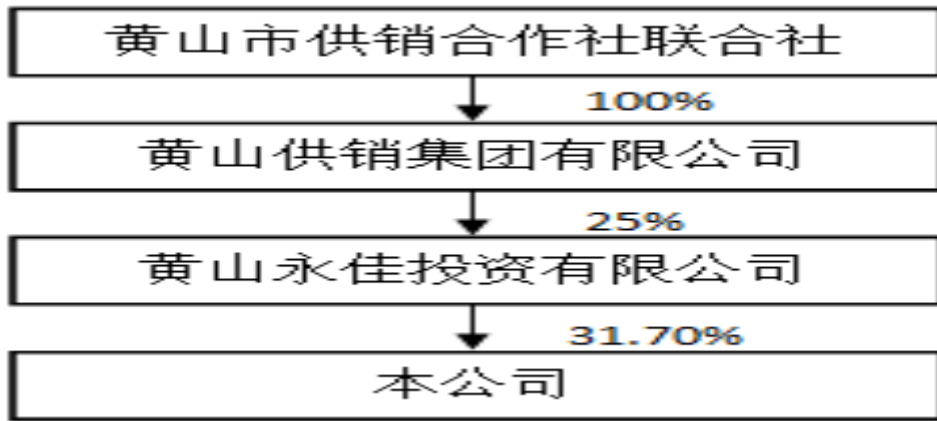 黄山市供销合作社联合社
100%
黄山供销集团有限公司
25%
黄山永佳投资有限公司
31.70%
本公司